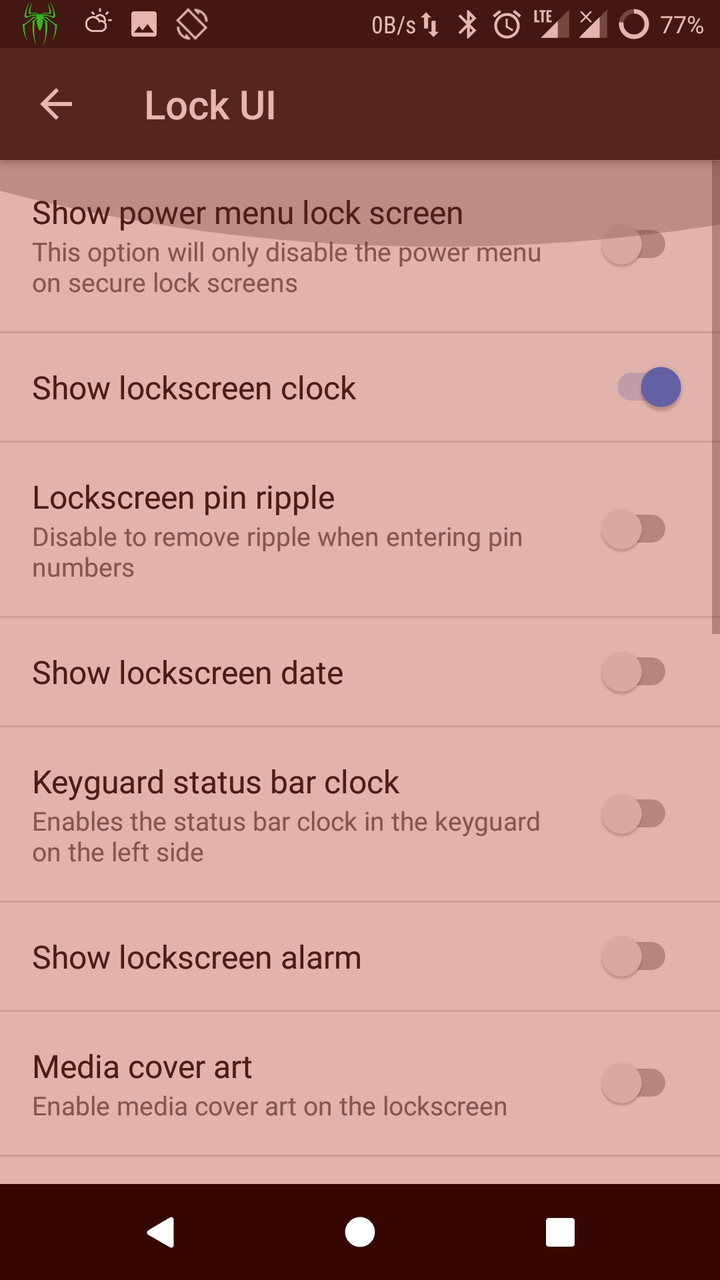 0B/s LTE 77%
Lock UI
Show power menu lock screen
This option will only disable the power menu
on secure lock screens
Show lockscreen clock
Lockscreen pin ripple
Disable to remove ripple when entering pin
numbers
Show lockscreen date
Keyguard status bar clock
Enables the status bar clock in the keyguard
on the left side
Show lockscreen alarm
Media cover art
Enable media cover art on the lockscreen